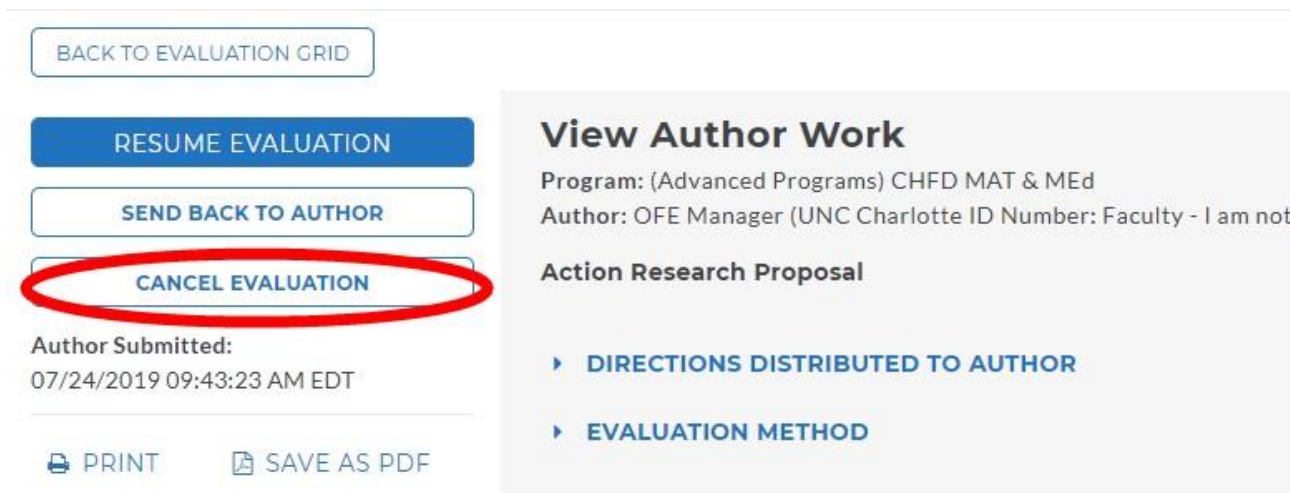 BACK TO EVALUATION GRID
RESUME EVALUATION
SEND BACK TO AUTHOR
CANCEL EVALUATION
Author Submitted:
07/24/2019 09:43:23 AM EDT
PRINT
SAVE AS PDF
View Author Work
Program: (Advanced Programs) CHFD MAT & MEd
Author: OFE Manager (UNC Charlotte ID Number: Faculty - I am not
Action Research Proposal
DIRECTIONS DISTRIBUTED TO AUTHOR
EVALUATION METHOD